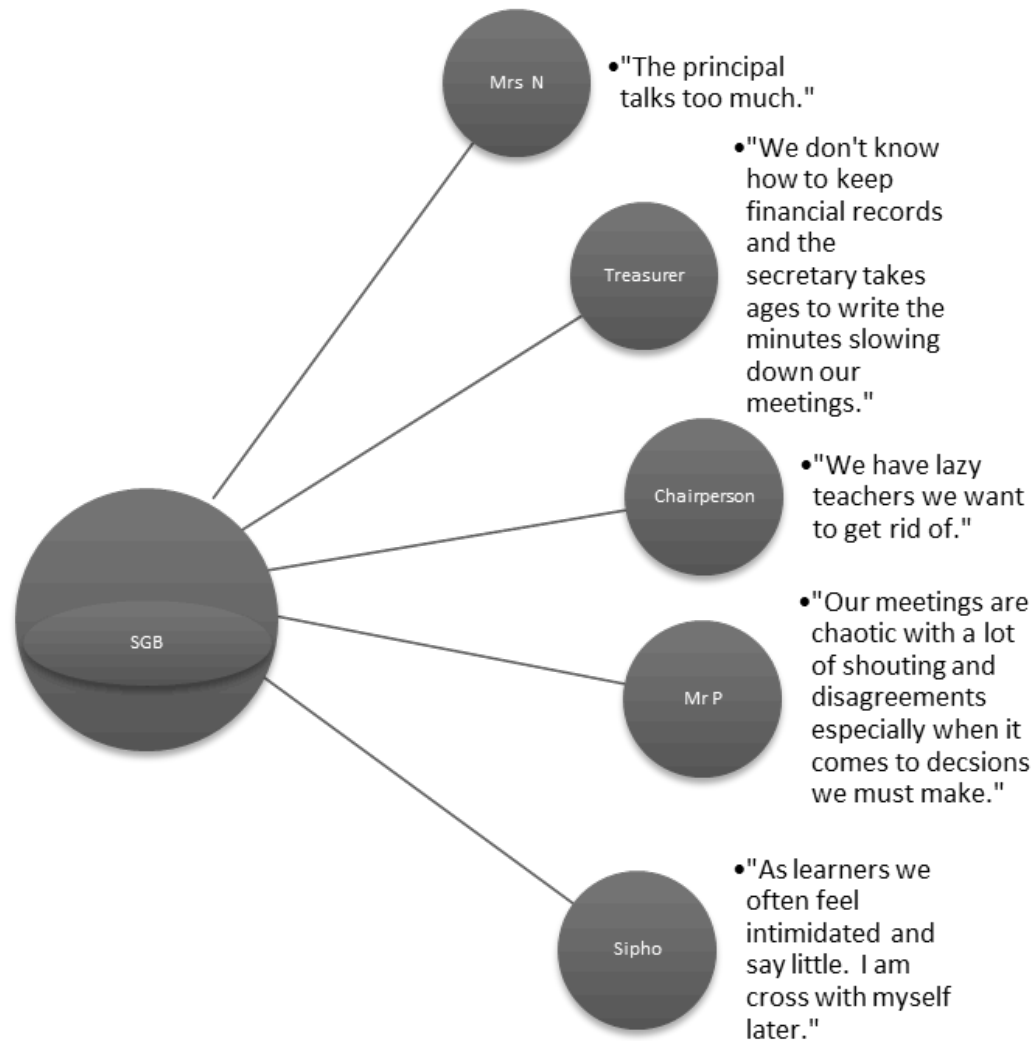 Mrs N
•"The principal
talks too much."
Treasurer
•"We don't know
how to keep
financial records
and the
secretary takes
ages to write the
minutes slowing
down our
meetings."
Chairperson
•"We have lazy
teachers we want
to get rid of."
SGB
Mr P
•"Our meetings are
chaotic with a lot
of shouting and
disagreements
especially when it
comes to decsions
we must make."
Sipho
•"As learners we
often feel
intimidated and
say little. I am
cross with myself
later."